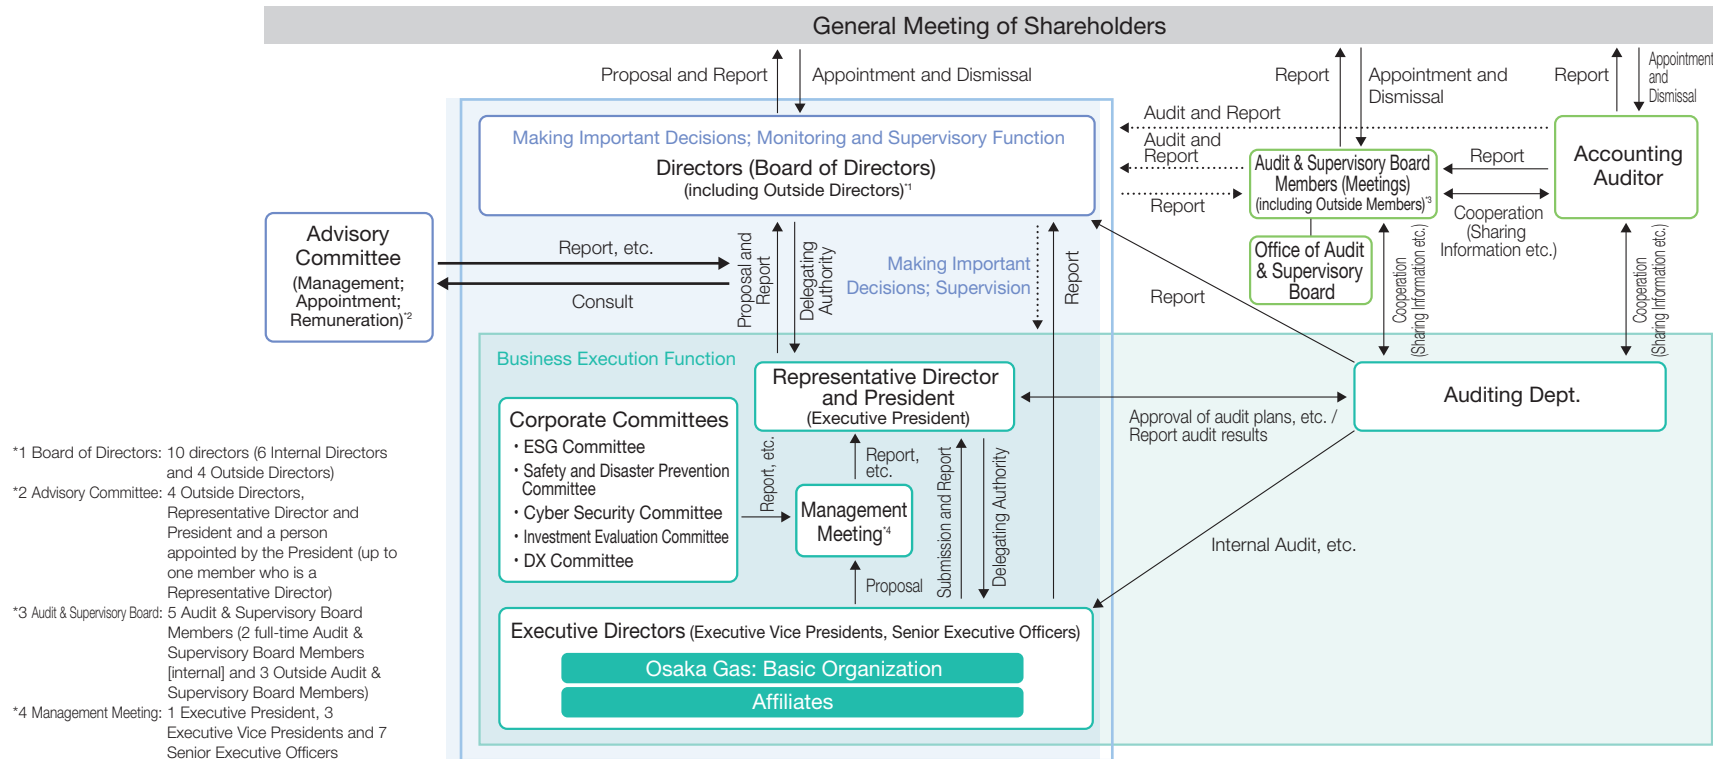 General Meeting of Shareholders
Proposal and Report
Appointment and Dismissal
Report
Appointment and
Dismissal
Report
Appointment
and
Dismissal
Making Important Decisions; Monitoring and Supervisory Function
Directors (Board of Directors)
(including Outside Directors)*1
Audit and Report
Audit and
Report
Report
Audit & Supervisory Board
Members (Meetings)
(including Outside Members)*3
Report
Cooperation
(Sharing
Information etc.)
Accounting
Auditor
Office of Audit
& Supervisory
Board
Advisory
Committee
(Management;
Appointment;
Remuneration)*2
Report, etc.
Consult
Proposal and
Report
Delegating
Authority
Making Important
Decisions; Supervision
Report
Report
Cooperation
(Sharing Information etc.)
Cooperation
(Sharing Information etc.)
Business Execution Function
Representative Director
and President
(Executive President)
Approval of audit plans, etc. /
Report audit results
Auditing Dept.
Corporate Committees
・ESG Committee
・Safety and Disaster Prevention
Committee
・Cyber Security Committee
・Investment Evaluation Committee
・DX Committee
Report, etc.
Report,
etc.
Management
Meeting*4
Proposal
Submission and Report
Delegating Authority
Internal Audit, etc.
Executive Directors (Executive Vice Presidents, Senior Executive Officers)
Osaka Gas: Basic Organization
Affiliates
*1 Board of Directors: 10 directors (6 Internal Directors
and 4 Outside Directors)
*2 Advisory Committee: 4 Outside Directors,
Representative Director and
President and a person
appointed by the President (up to
one member who is a
Representative Director)
*3 Audit & Supervisory Board: 5 Audit & Supervisory Board
Members (2 full-time Audit &
Supervisory Board Members
[internal] and 3 Outside Audit &
Supervisory Board Members)
*4 Management Meeting: 1 Executive President, 3
Executive Vice Presidents and 7
Senior Executive Officers